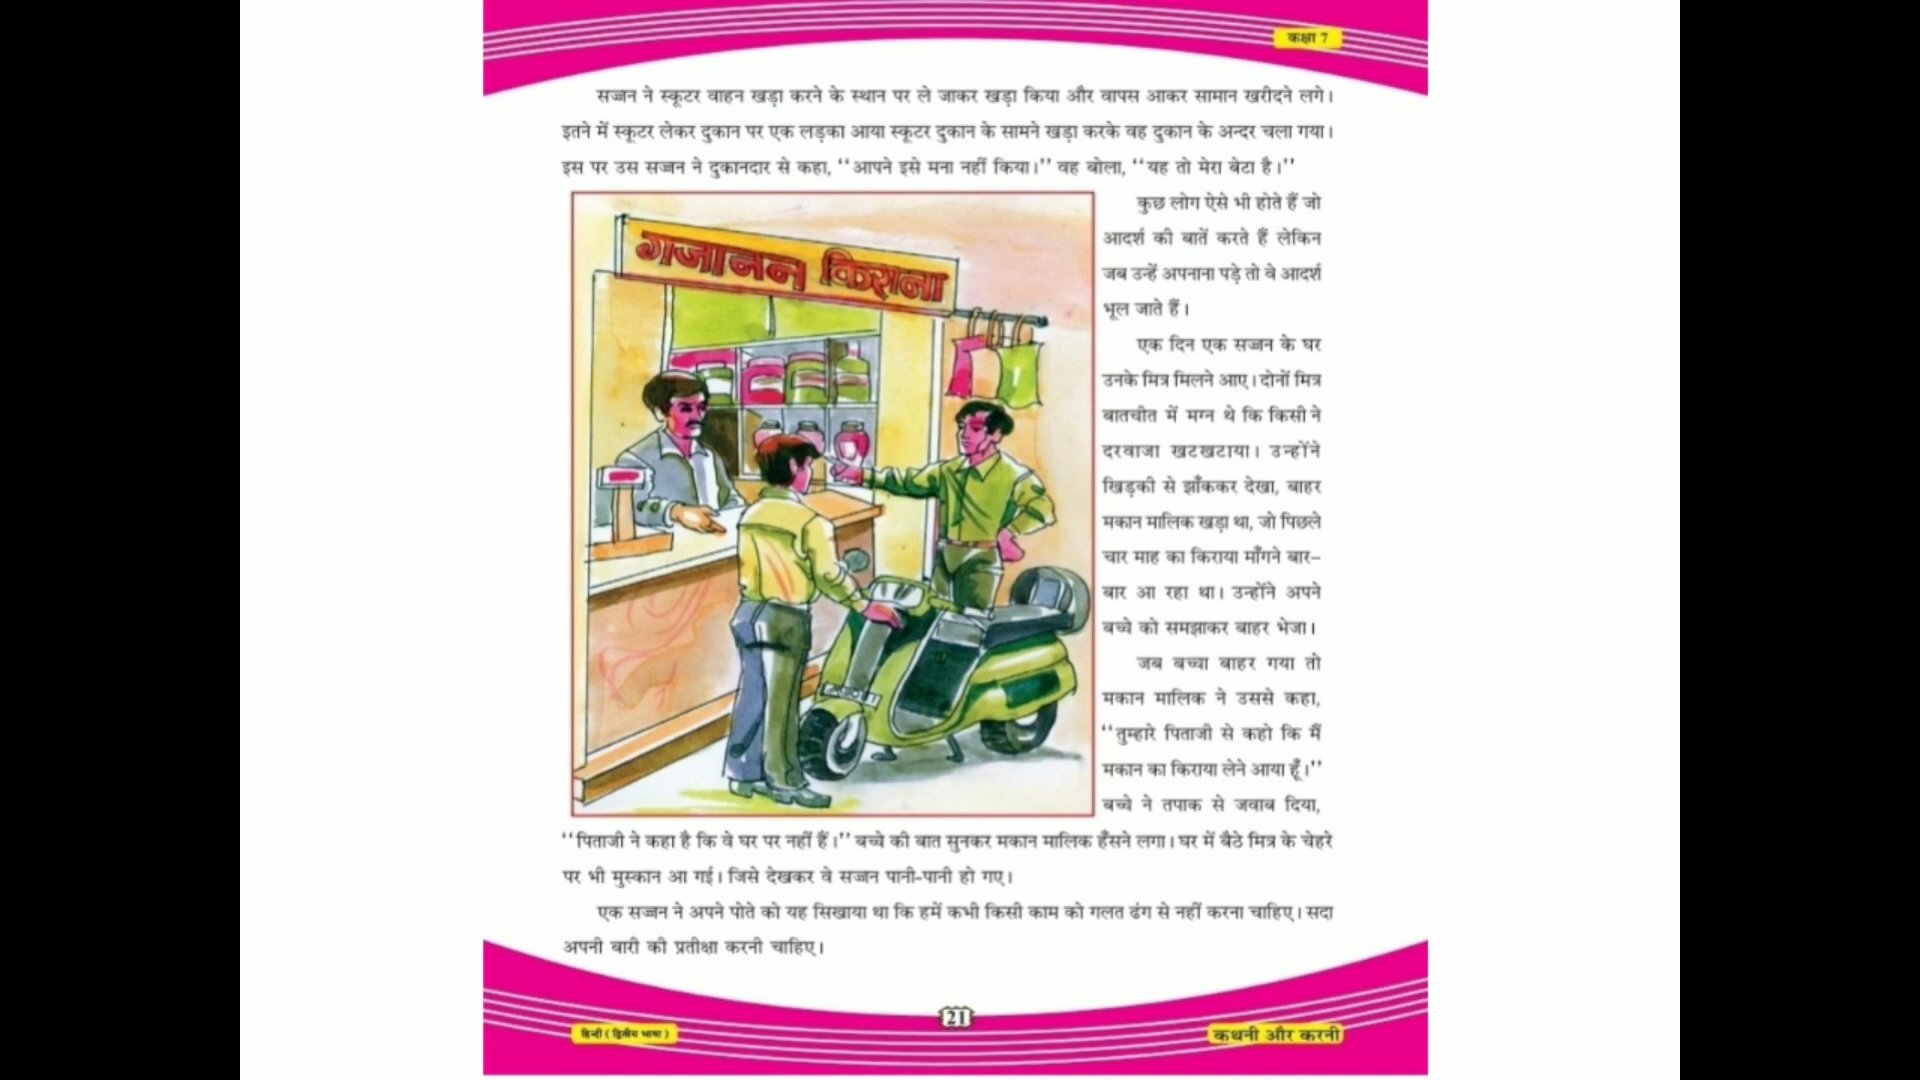 कक्षा 7
सज्जन ने स्कूटर वाहन खड़ा करने के स्थान पर ले जाकर खड़ा किया और वापस आकर सामान खरीदने लगे।
इतने में स्कूटर लेकर दुकान पर एक लड़का आया स्कूटर दुकान के सामने खड़ा करके वह दुकान के अन्दर चला गया।
इस पर उस सज्जन ने दुकानदार से कहा, ‘‘आपने इसे मना नहीं किया।’’ वह बोला, ‘‘यह तो मेरा बेटा है।’’
गजानन किराना
कुछ लोग ऐसे भी होते हैं जो
आदर्श की बातें करते हैं लेकिन
जब उन्हें अपनाना पड़े तो वे आदर्श
भूल जाते हैं।
एक दिन एक सज्जन के घर
उनके मित्र मिलने आए। दोनों मित्र
बातचीत में मग्न थे कि किसी ने
दरवाजा खटखटाया। उन्होंने
खिड़की से झाँककर देखा, बाहर
मकान मालिक खड़ा था, जो पिछले
चार माह का किराया माँगने बार–
बार आ रहा था। उन्होंने अपने
बच्चे को समझाकर बाहर भेजा।
जब बच्चा बाहर गया तो
मकान मालिक ने उससे कहा,
‘‘तुम्हारे पिताजी से कहो कि मैं
मकान का किराया लेने आया हूँ।’’
बच्चे ने तपाक से जवाब दिया,
‘‘पिताजी ने कहा है कि वे घर पर नहीं हैं।’’ बच्चे की बात सुनकर मकान मालिक हँसने लगा। घर में बैठे मित्र के चेहरे
पर भी मुस्कान आ गई। जिसे देखकर वे सज्जन पानी-पानी हो गए।
एक सज्जन ने अपने पोते को यह सिखाया था कि हमें कभी किसी काम को गलत ढंग से नहीं करना चाहिए। सदा
अपनी बारी की प्रतीक्षा करनी चाहिए।
21
हिन्दी ( द्वितीय भाषा )
कथनी और करनी